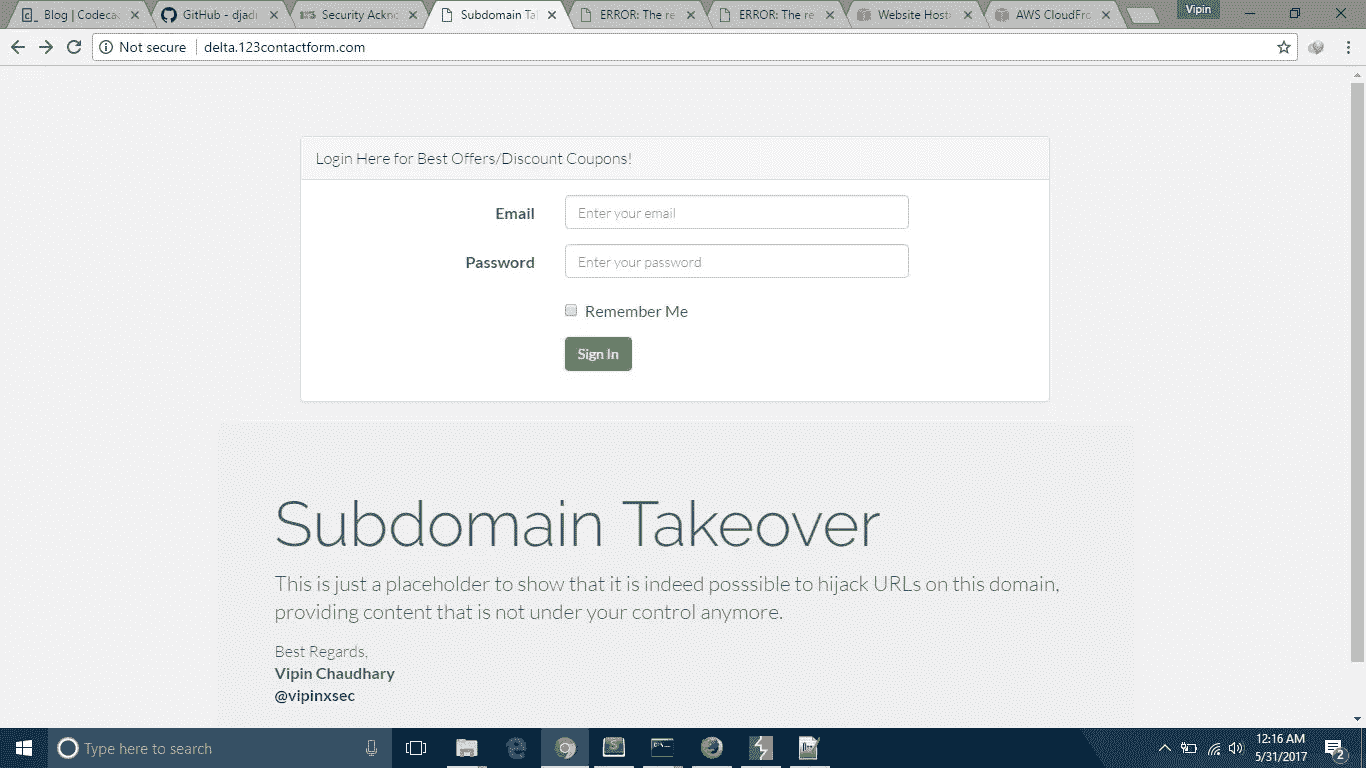 Blog | Codecac
GitHub - djadi
Security Ackno
Subdomain Ta
ERROR: The re
ERROR: The re
Website Hosti
AWS CloudFro
Vipin
Not secure
delta.123contactform.com
Login Here for Best Offers/Discount Coupons!
Email
Enter your email
Password
Enter your password
Remember Me
Sign In
Subdomain Takeover
This is just a placeholder to show that it is indeed posssible to hijack URLs on this domain,
providing content that is not under your control anymore.
Best Regards,
Vipin Chaudhary
@vipinxsec
Type here to search
12:16 AM
5/31/2017
2